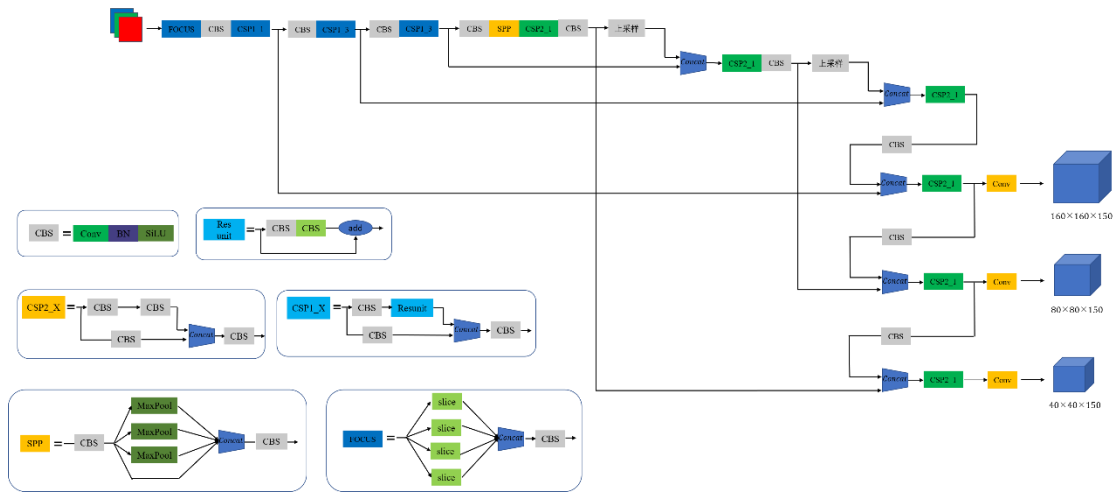 FOCUS CBS CSP1_1 CBS CSP1_3 CBS CSP1_3 CBS SPP CSP2_1 CBS 上采样
Concat CSP2_1 CBS 上采样
Concat CSP2_1
CBS
Concat CSP2_1 Conv
160×160×150
CBS
Concat CSP2_1 Conv
80×80×150
CBS
Concat CSP2_1 Conv
40×40×150
CBS = Conv BN SiLU
Res
unit
= CBS CBS add
CSP2_X = CBS CBS
CBS
Concat CBS
CSP1_X = CBS Resunit
CBS
Concat CBS
SPP = CBS
MaxPool
MaxPool
MaxPool
Concat CBS
FOCUS =
slice
slice
slice
slice
Concat CBS